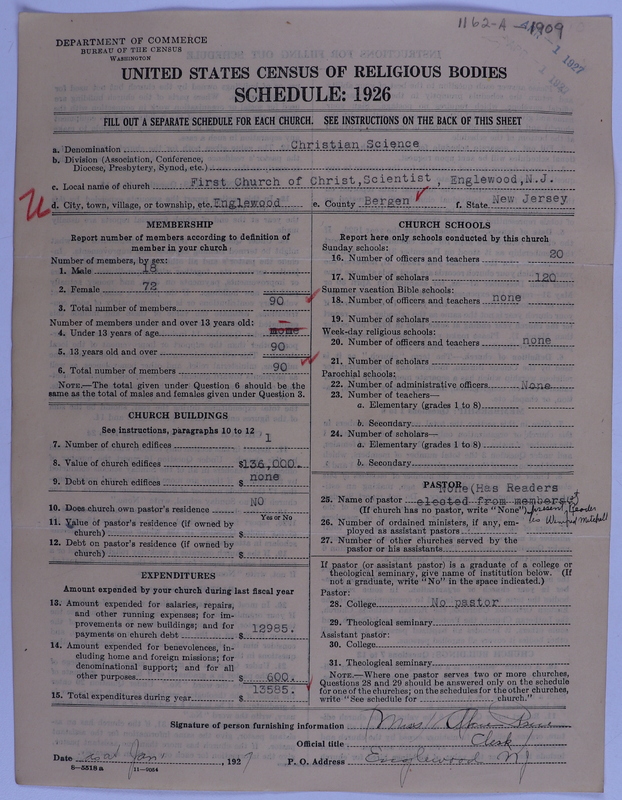 1162-A 1909
1 1927
DEPARTMENT OF COMMERCE
BUREAU OF THE CENSUS
WASHINGTON
UNITED STATES CENSUS OF RELIGIOUS BODIES
SCHEDULE: 1926
FILL OUT A SEPARATE SCHEDULE FOR EACH CHURCH. SEE INSTRUCTIONS ON THE BACK OF THIS SHEET
a. Denomination Christian Science
b. Division (Association, Conference,
Diocese, Presbytery, Synod, etc.)
c. Local name of church First Church of Christ,Scientist, Englewood,N.J.
d. City, town, village, or township, etc. Englewood e. County Bergen f. State New Jersey
MEMBERSHIP
Report number of members according to definition of
member in your church
Number of members, by sex:
1. Male 18
2. Female 72
3. Total number of members 90
Number of members under and over 13 years old:
4. Under 13 years of age none
5. 13 years old and over 90
6. Total number of members 90
NOTE.—The total given under Question 6 should be the
same as the total of males and females given under Question 3.
CHURCH BUILDINGS
See instructions, paragraphs 10 to 12
7. Number of church edifices 1
8. Value of church edifices $136,000.
9. Debt on church edifices $ none
10. Does church own pastor's residence NO
Yes or No
11. Value of pastor's residence (if owned by
church) $
12. Debt on pastor's residence (if owned by
church) $
EXPENDITURES
Amount expended by your church during last fiscal year
13. Amount expended for salaries, repairs,
and other running expenses; for im-
provements or new buildings; and for
payments on church debt $ 12985.
14. Amount expended for benevolences, in-
cluding home and foreign missions; for
denominational support; and for all
other purposes $ 600.
15. Total expenditures during year $ 13585.
CHURCH SCHOOLS
Report here only schools conducted by this church
Sunday schools:
16. Number of officers and teachers 20
17. Number of scholars 120
Summer vacation Bible schools:
18. Number of officers and teachers none
19. Number of scholars
Week-day religious schools:
20. Number of officers and teachers none
21. Number of scholars
Parochial schools:
22. Number of administrative officers None
23. Number of teachers—
a. Elementary (grades 1 to 8)
b. Secondary
24. Number of scholars—
a. Elementary (grades 1 to 8)
b. Secondary
PASTOR
None(Has Readers
25. Name of pastor elected from members
(If church has no pastor, write "None") present Reader
26. Number of ordained ministers, if any, em-
ployed as assistant pastors
27. Number of other churches served by the
pastor or his assistants
If pastor (or assistant pastor) is a graduate of a college or
theological seminary, give name of institution below. (If
not a graduate, write "No" in the space indicated.)
Pastor:
28. College No pastor
29. Theological seminary
Assistant pastor:
30. College
31. Theological seminary
NOTE.—Where one pastor serves two or more churches,
Questions 28 and 29 should be answered only on the schedule
for one of the churches; on the schedules for the other churches,
write "See schedule for church."
Signature of person furnishing information Miss
Official title Clerk
Date Jan 1927 P. O. Address Englewood NJ
8-5518a 11-9054